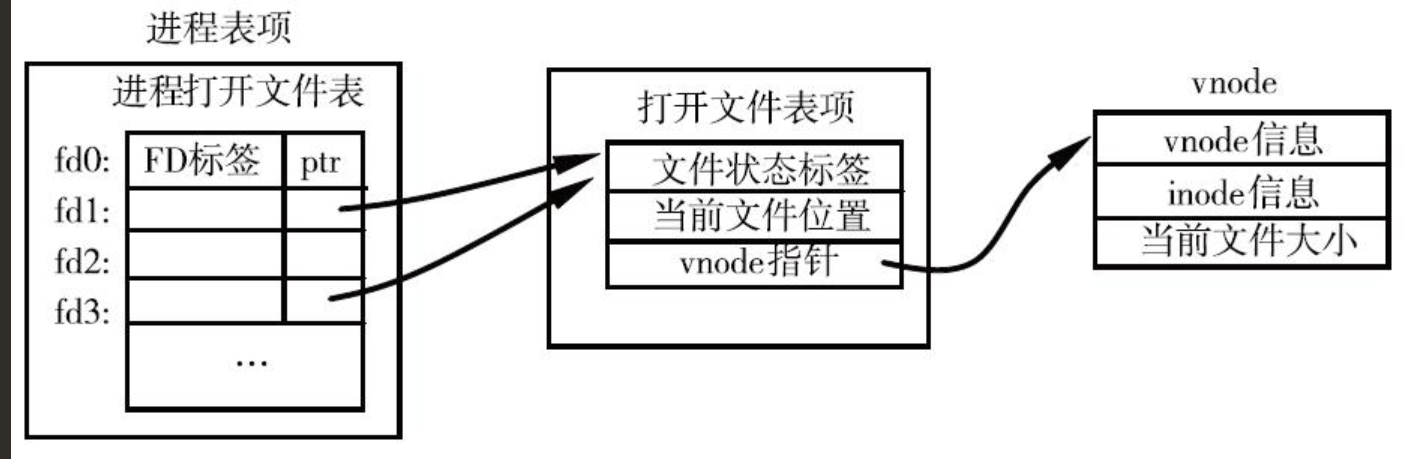 进程表项
进程打开文件表
fd0: FD标签 ptr
fd1:
fd2:
fd3:
...
打开文件表项
文件状态标签
当前文件位置
vnode指针
vnode
vnode信息
inode信息
当前文件大小